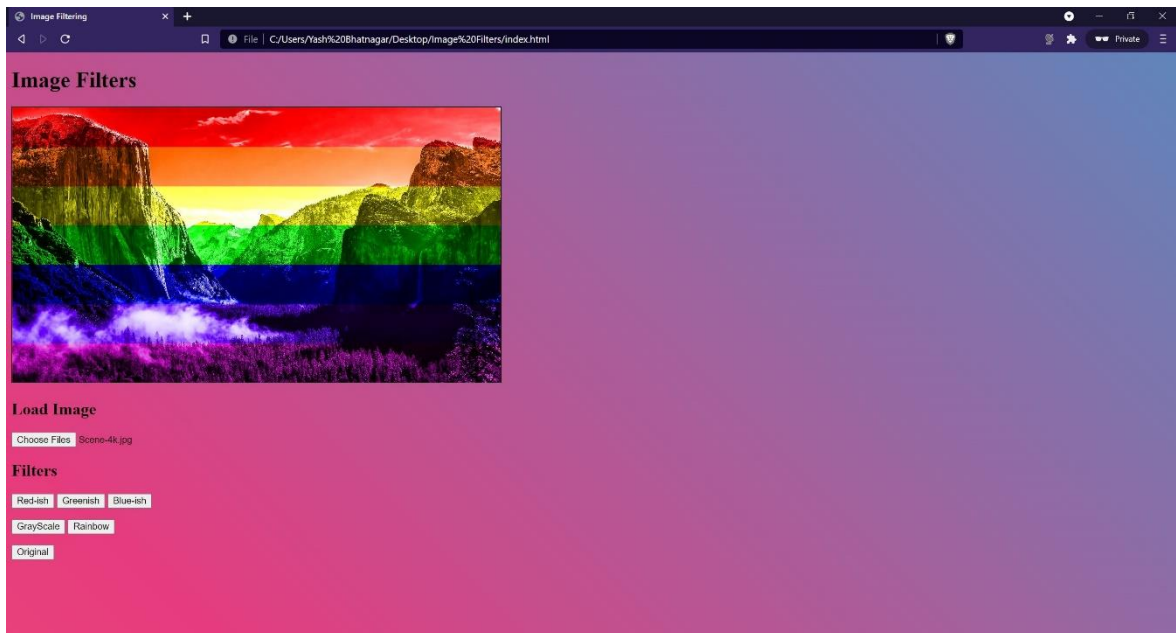 Image Filtering
File | C:/Users/Yash%20Bhatnagar/Desktop/Image%20Filters/index.html
Private
Image Filters
Load Image
Choose Files Scene-4k.jpg
Filters
Red-ish Greenish Blue-ish
GrayScale Rainbow
Original